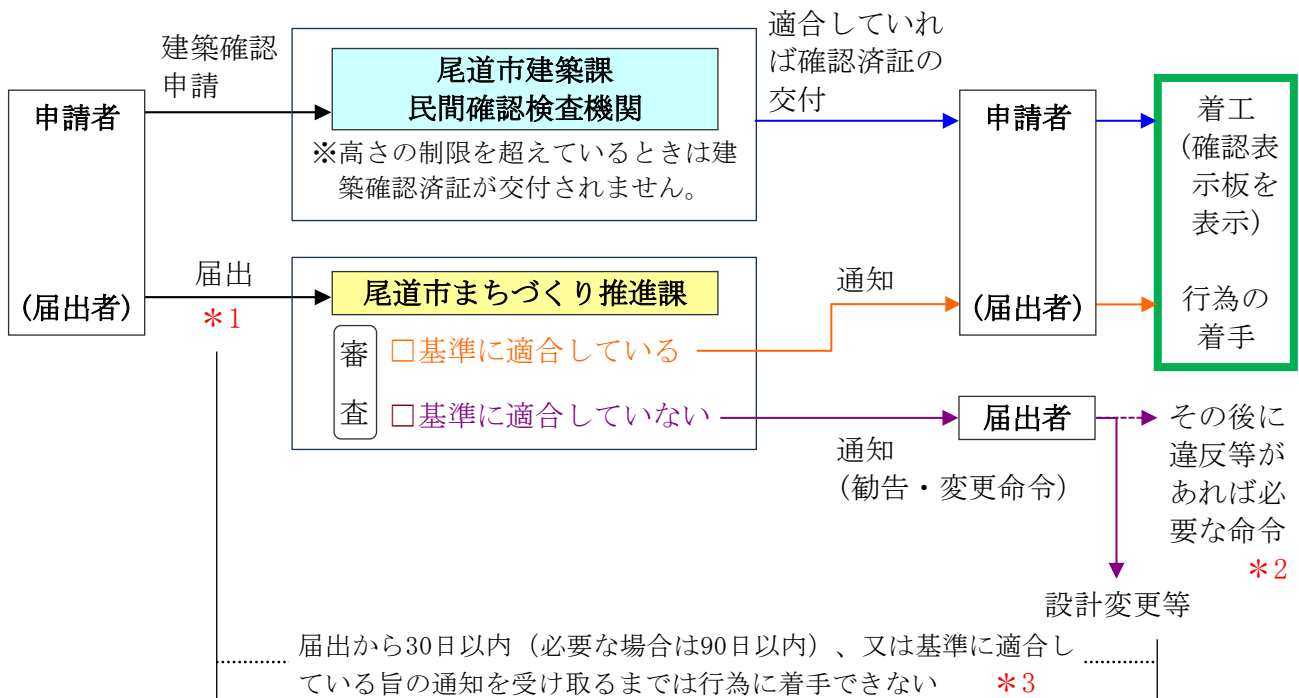 建築確認
申請
申請者
(届出者)
尾道市建築課
民間確認検査機関
※高さの制限を超えているときは建
築確認済証が交付されません。
適合していれ
ば確認済証の
交付
申請者
(届出者)
着工
(確認表
示板を
表示)
行為の
着手
届出
*1
尾道市まちづくり推進課
審
査
□基準に適合している
□基準に適合していない
通知
届出者
通知
(勧告・変更命令)
その後に
違反等が
あれば必
要な命令
*2
設計変更等
届出から30日以内（必要な場合は90日以内）、又は基準に適合し
ている旨の通知を受け取るまでは行為に着手できない *3